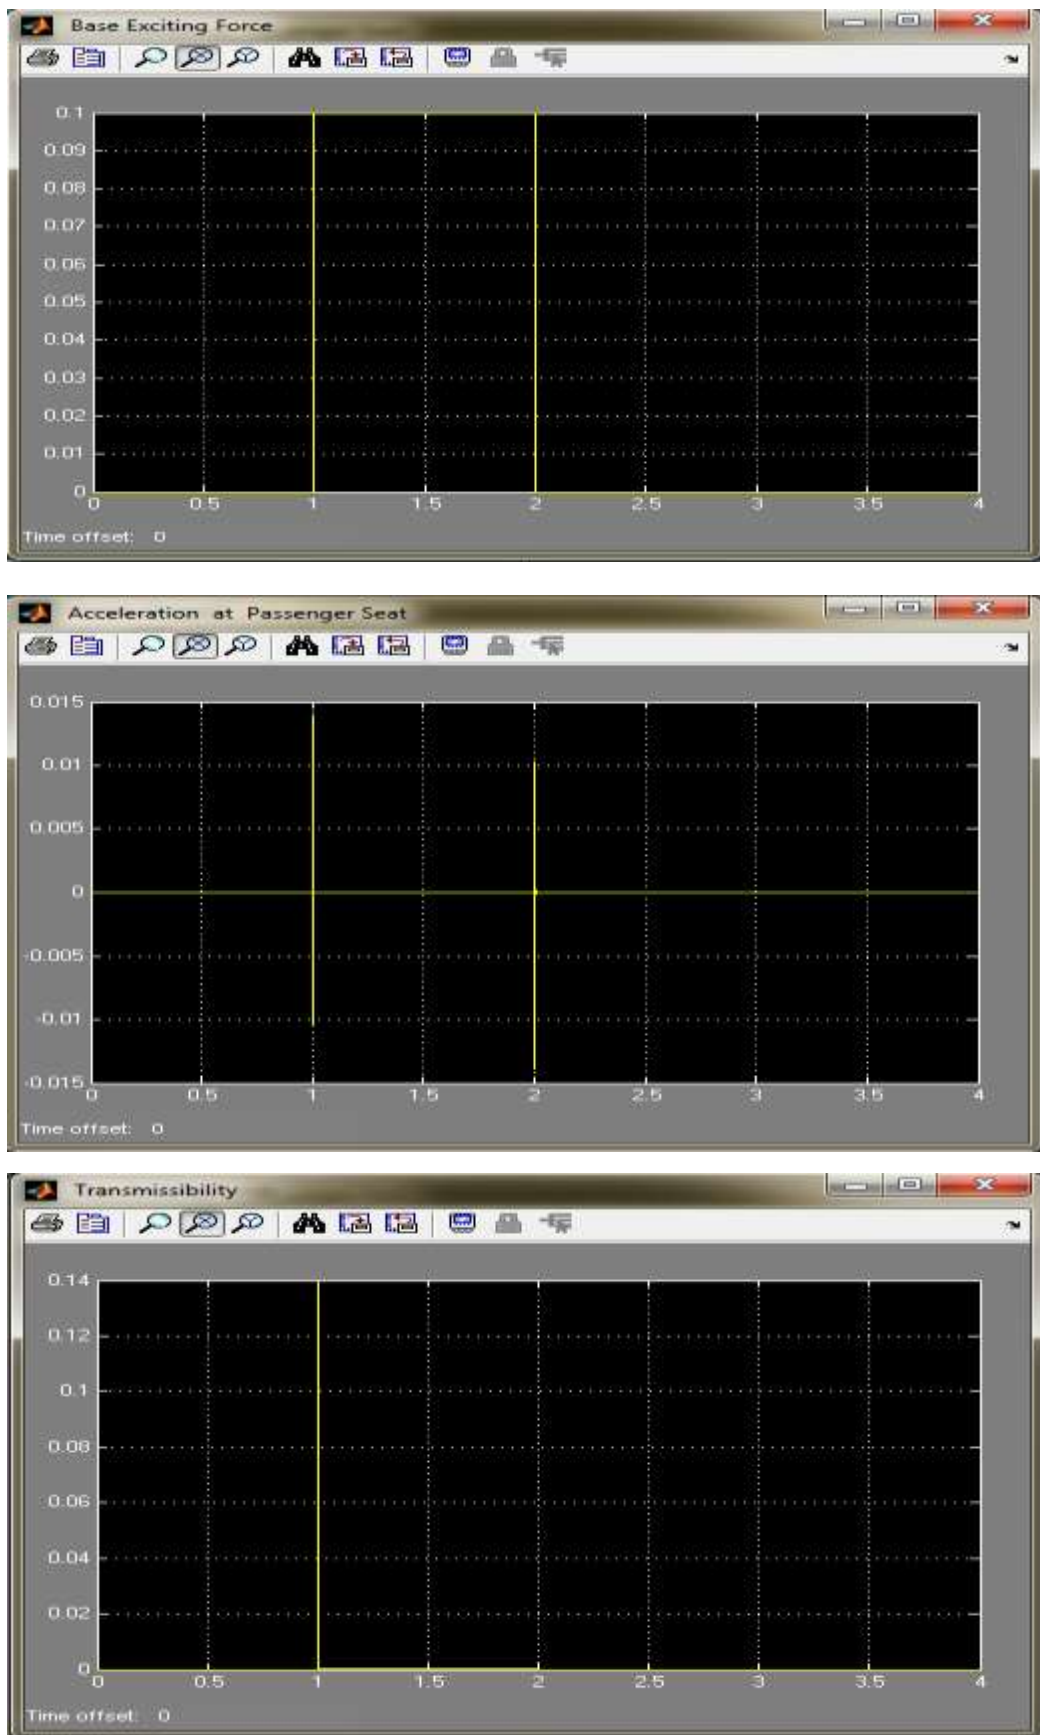 Base Exciting Force
0.1
0.09
0.08
0.07
0.06
0.05
0.04
0.03
0.02
0.01
0
0 0.5 1 1.5 2 2.5 3 3.5 4
Time offset: 0
Acceleration at Passenger Seat
0.015
0.01
0.005
0
-0.005
-0.01
-0.015
0 0.5 1 1.5 2 2.5 3 3.5 4
Time offset: 0
Transmissibility
0.14
0.12
0.1
0.08
0.06
0.04
0.02
0
0 0.5 1 1.5 2 2.5 3 3.5 4
Time offset: 0